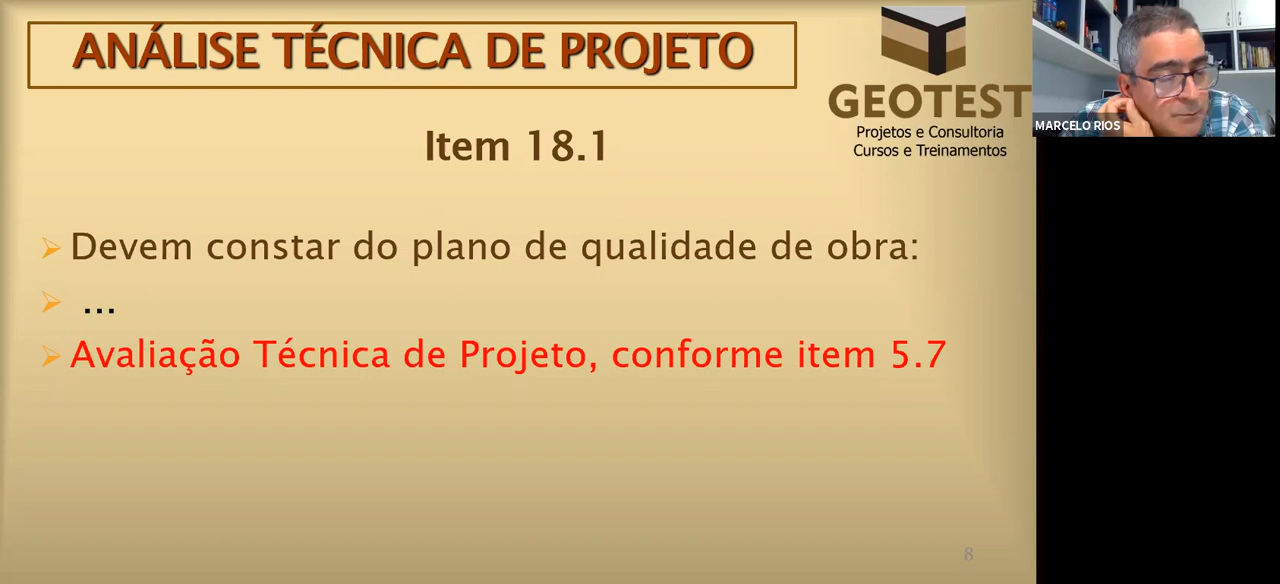 ANÁLISE TÉCNICA DE PROJETO
GEOTEST
Projetos e Consultoria
Cursos e Treinamentos
MARCELO RIOS
Item 18.1
Devem constar do plano de qualidade de obra:
...
Avaliação Técnica de Projeto, conforme item 5.7
8